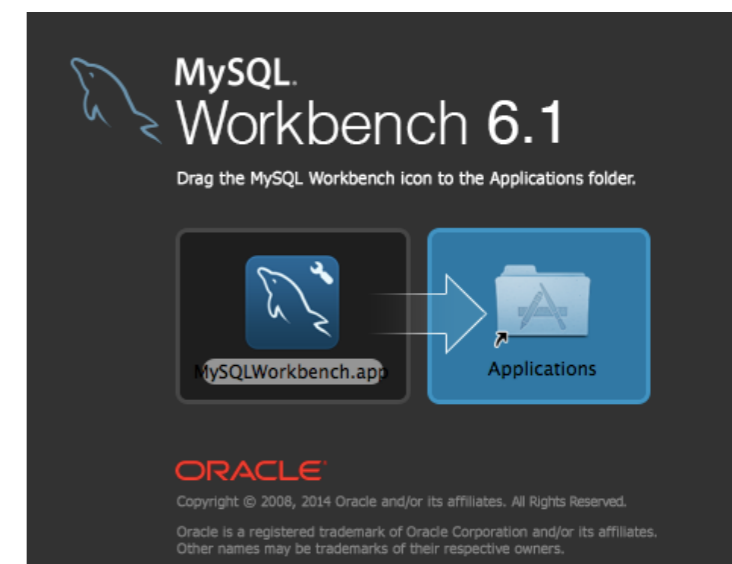 MySQL.
Workbench 6.1
Drag the MySQL Workbench icon to the Applications folder.
MySQLWorkbench.app
Applications
ORACLE
Copyright © 2008, 2014 Oracle and/or its affiliates. All Rights Reserved.
Oracle is a registered trademark of Oracle Corporation and/or its affiliates.
Other names may be trademarks of their respective owners.